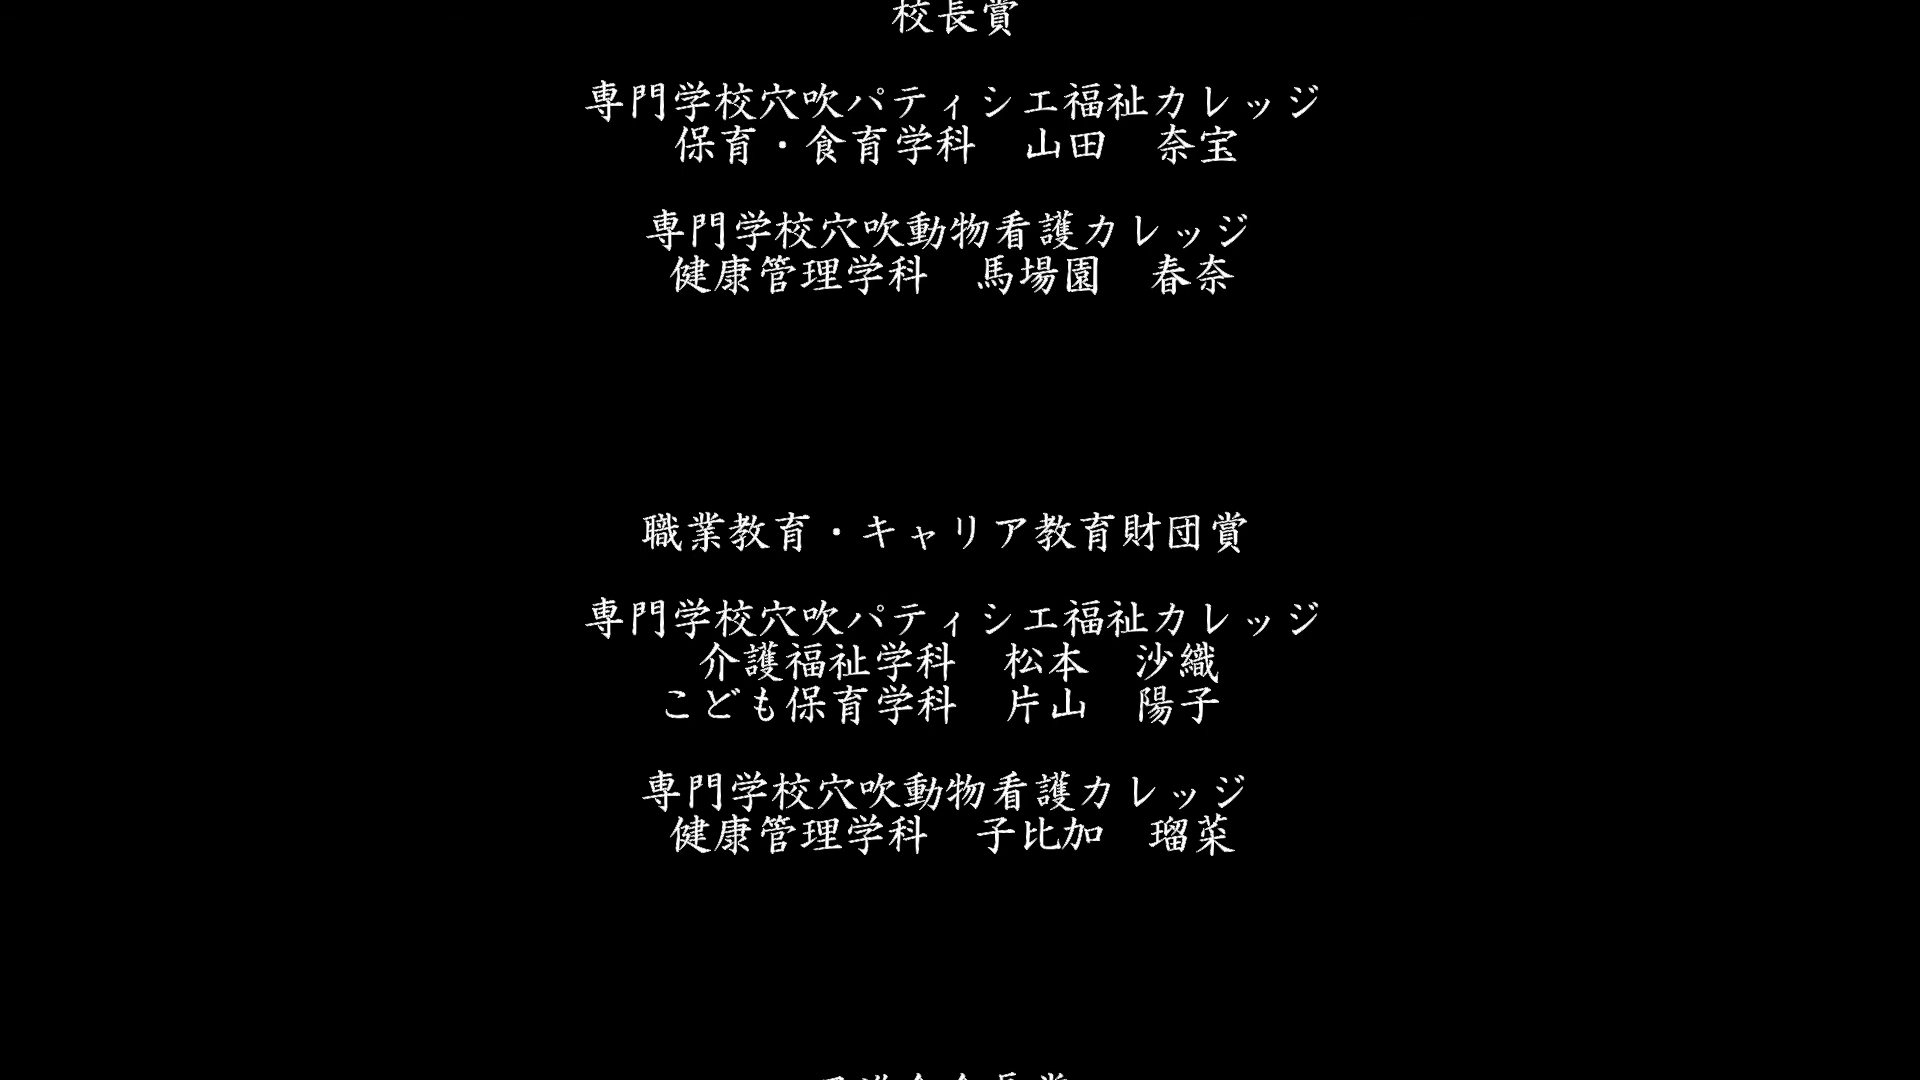 校長賞
専門学校穴吹パティシエ福祉カレッジ
保育・食育学科　山田　奈宝
専門学校穴吹動物看護カレッジ
健康管理学科　馬場園　春奈
職業教育・キャリア教育財団賞
専門学校穴吹パティシエ福祉カレッジ
介護福祉学科　松本　沙織
こども保育学科　片山　陽子
専門学校穴吹動物看護カレッジ
健康管理学科　子比加　瑠菜